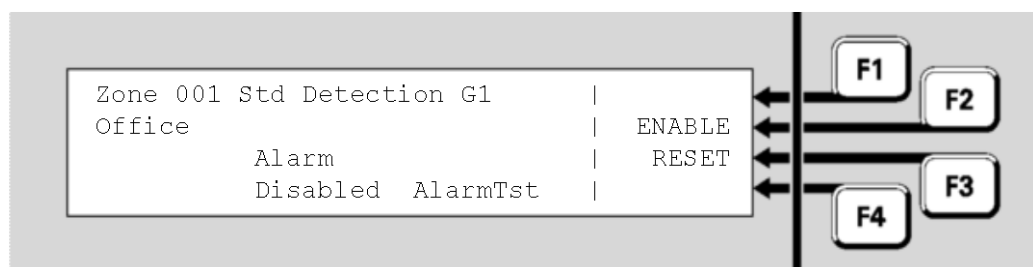 Zone 001 Std Detection G1 |
Office | ENABLE
Alarm | RESET
Disabled AlarmTst |
F1
F2
F3
F4